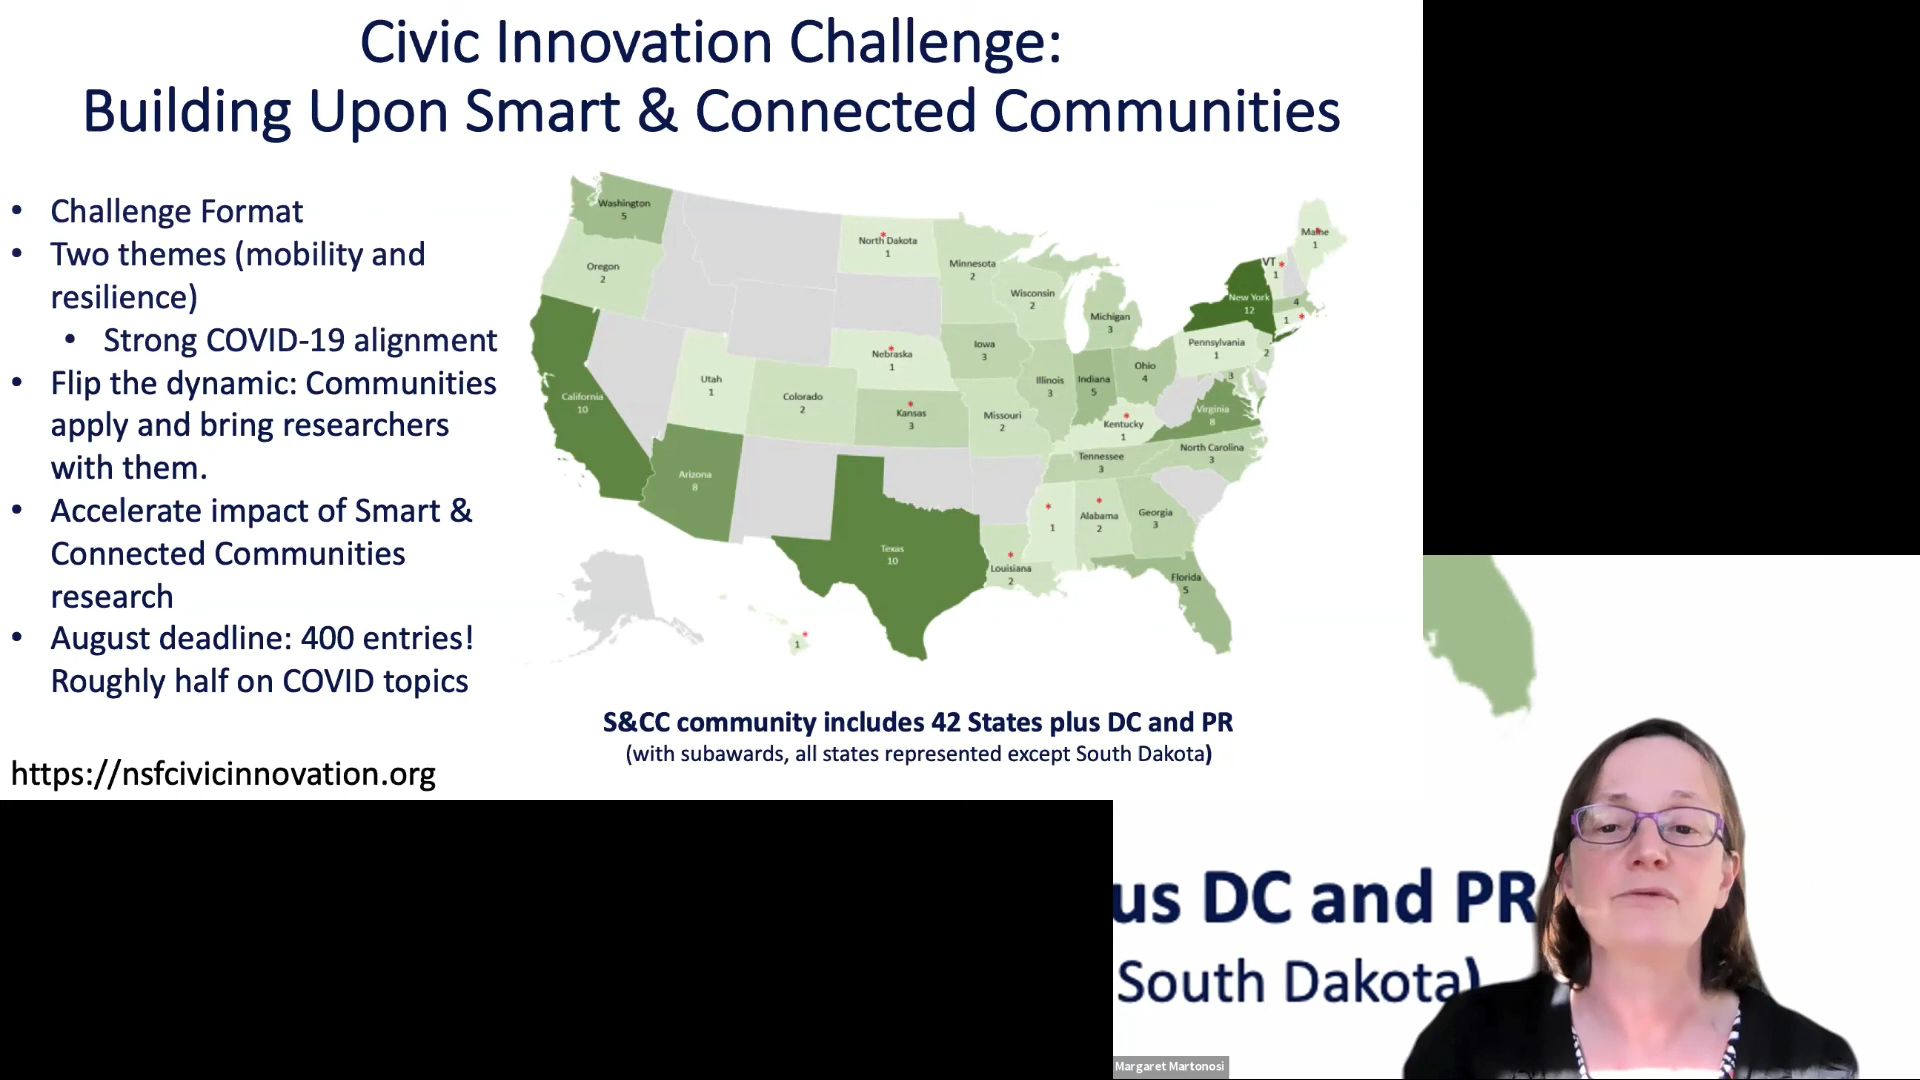 Civic Innovation Challenge:
Building Upon Smart & Connected Communities
• Challenge Format
• Two themes (mobility and
resilience)
• Strong COVID-19 alignment
• Flip the dynamic: Communities
apply and bring researchers
with them.
• Accelerate impact of Smart &
Connected Communities
research
• August deadline: 400 entries!
Roughly half on COVID topics
https://nsfcivicinnovation.org
Washington
5
Oregon
2
California
10
Utah
1
Arizona
8
Colorado
2
North Dakota
1
Nebraska
1
Kansas
3
Texas
10
Minnesota
2
Iowa
3
Missouri
2
Louisiana
2
Wisconsin
2
Illinois
3
Michigan
3
Indiana
5
Ohio
4
Kentucky
1
Tennessee
3
1
Alabama
2
Georgia
3
Florida
5
North Carolina
3
Virginia
8
Pennsylvania
1
New York
12
VT
1
Maine
1
4
1
2
3
1
S&CC community includes 42 States plus DC and PR
(with subawards, all states represented except South Dakota)
us DC and PR
South Dakota)
Margaret Martonosi